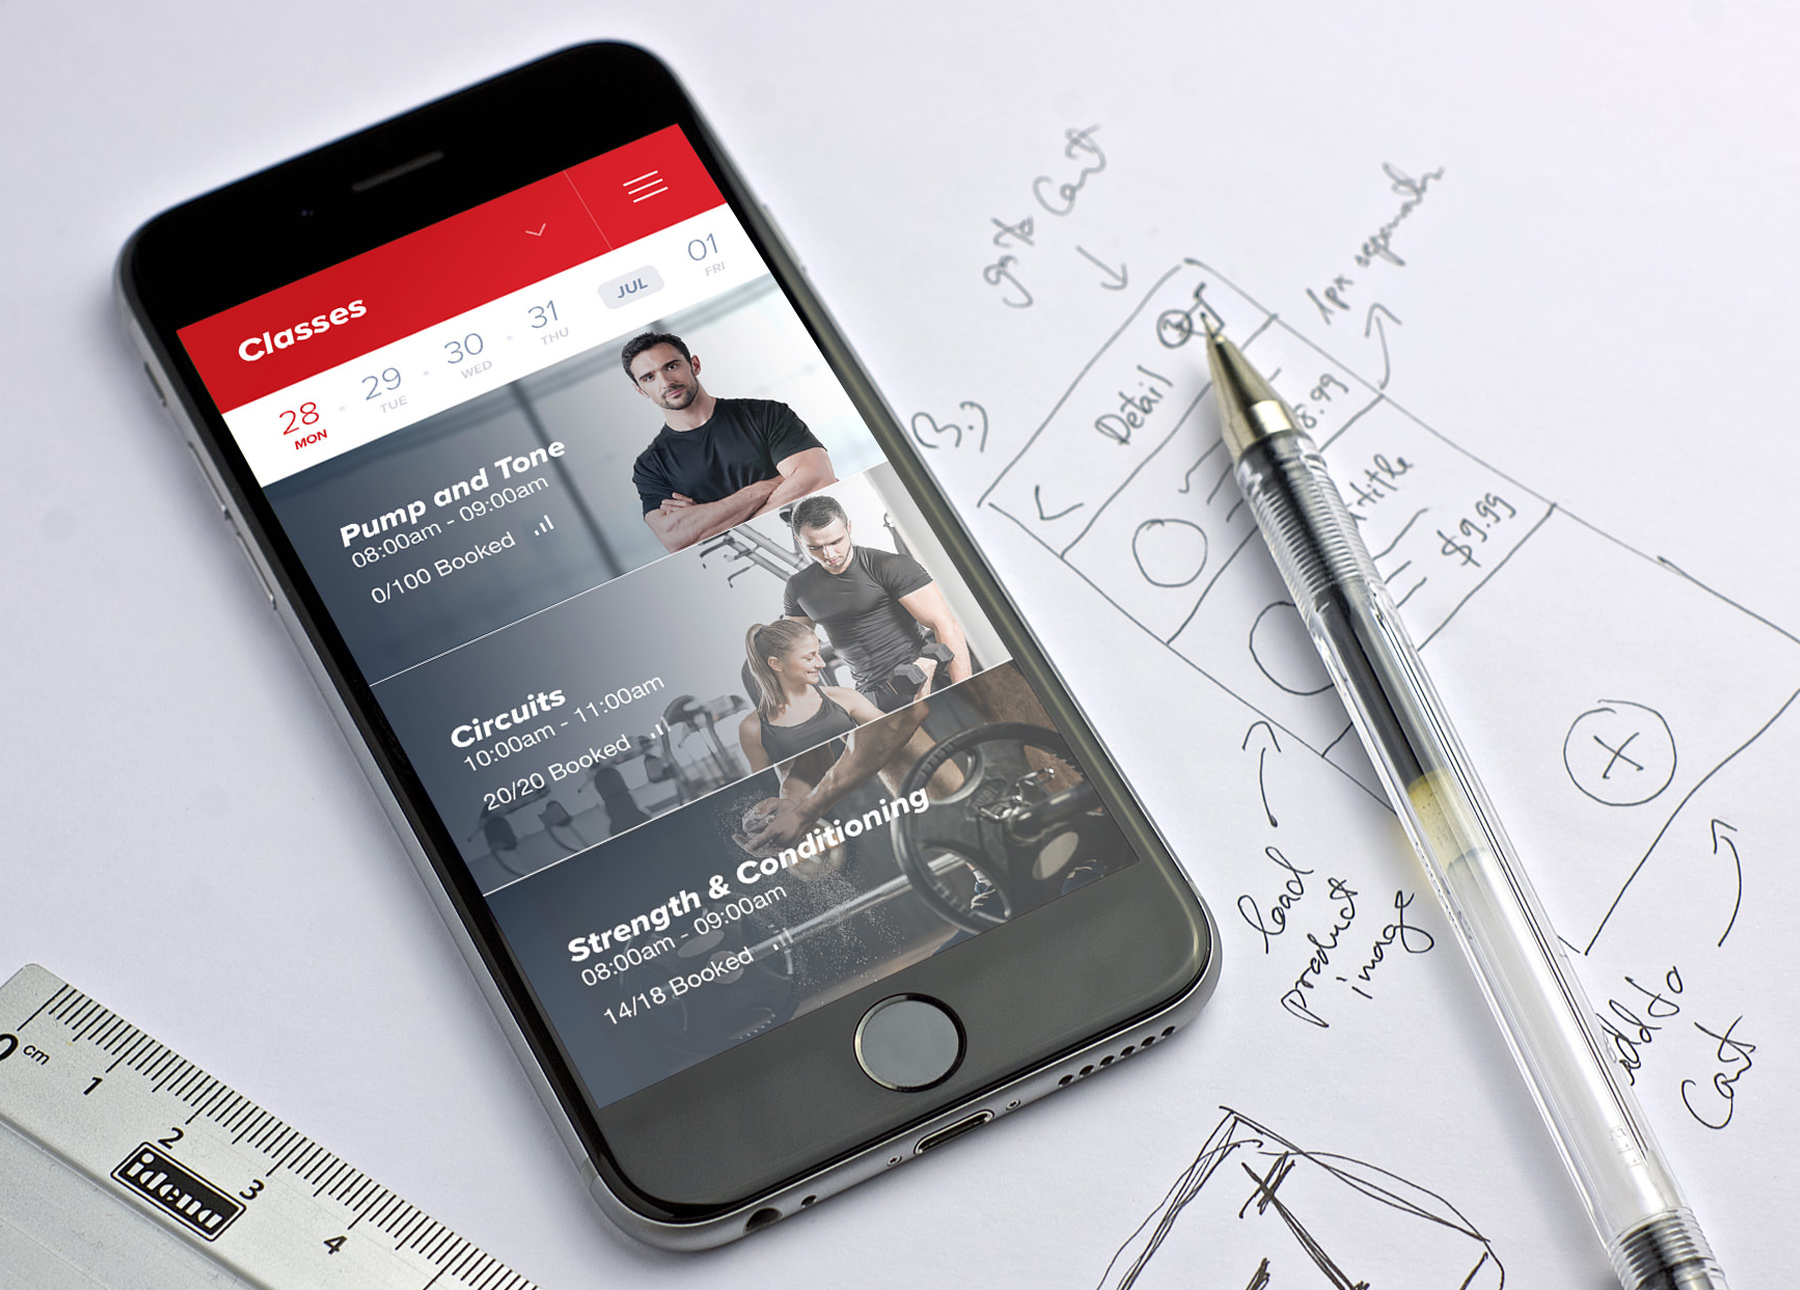 Classes
28 29 30 31 JUL 01
MON TUE WED THU FRI
Pump and Tone
08:00am - 09:00am
0/100 Booked
Circuits
10:00am - 11:00am
20/20 Booked
Strength & Conditioning
08:00am - 09:00am
14/18 Booked
go to Cart
1px
3.)
Detail
8.99
title
$9.99
load
product
image
add to
Cart
0 cm 1 2 3 4
idena